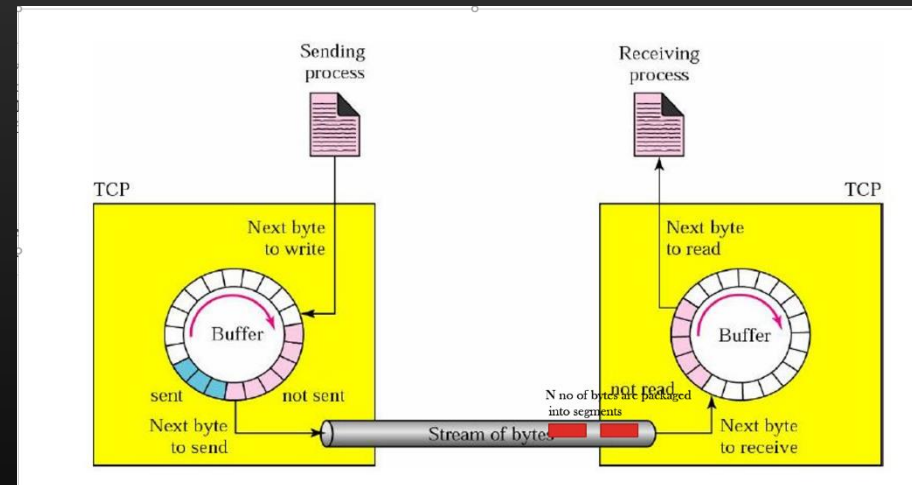 Sending
process
Receiving
process
TCP
TCP
Next byte
to write
Next byte
to read
Buffer
Buffer
sent
not sent
not read
N no of bytes are packaged
into segments
Next byte
to send
Stream of bytes
Next byte
to receive